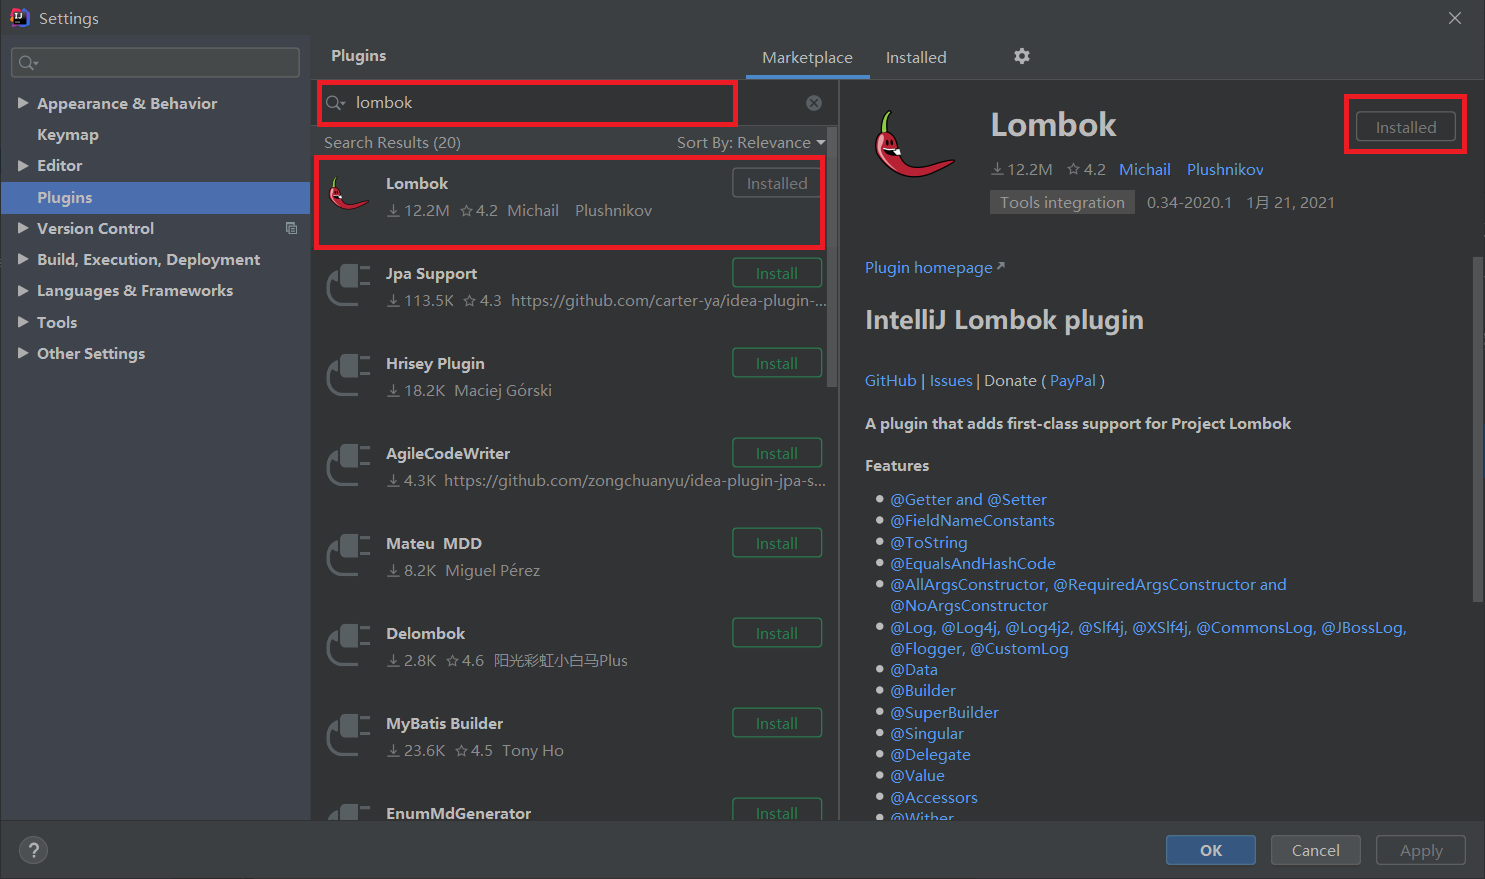 Settings
Plugins
Marketplace
Installed
Appearance & Behavior
Keymap
Editor
Plugins
Version Control
Build, Execution, Deployment
Languages & Frameworks
Tools
Other Settings
lombok
Search Results (20)
Sort By: Relevance
Lombok
Installed
12.2M 4.2 Michail Plushnikov
Jpa Support
Install
113.5K 4.3 https://github.com/carter-ya/idea-plugin-...
Hrisey Plugin
Install
18.2K Maciej Górski
AgileCodeWriter
Install
4.3K https://github.com/zongchuanyu/idea-plugin-jpa-s...
Mateu MDD
Install
8.2K Miguel Pérez
Delombok
Install
2.8K 4.6 阳光彩虹小白马Plus
MyBatis Builder
Install
23.6K 4.5 Tony Ho
EnumMdGenerator
Install
Lombok
Installed
12.2M 4.2 Michail Plushnikov
Tools integration 0.34-2020.1 1月 21, 2021
Plugin homepage
IntelliJ Lombok plugin
GitHub | Issues | Donate ( PayPal )
A plugin that adds first-class support for Project Lombok
Features
@Getter and @Setter
@FieldNameConstants
@ToString
@EqualsAndHashCode
@AllArgsConstructor, @RequiredArgsConstructor and
@NoArgsConstructor
@Log, @Log4j, @Log4j2, @Slf4j, @XSlf4j, @CommonsLog, @JBossLog,
@Flogger, @CustomLog
@Data
@Builder
@SuperBuilder
@Singular
@Delegate
@Value
@Accessors
@Wither
?
OK
Cancel
Apply